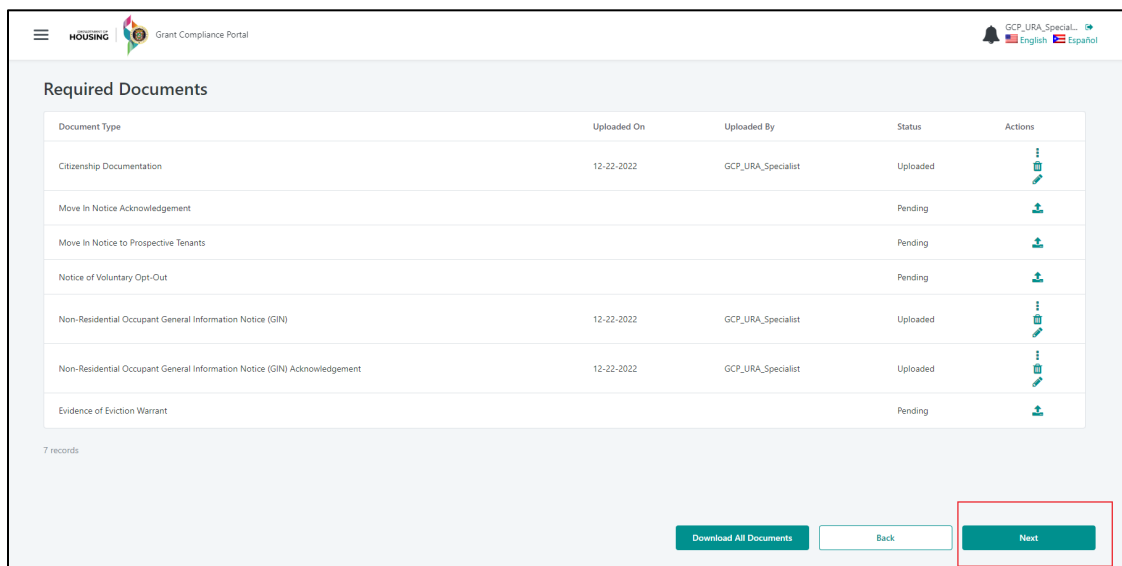 DEPARTMENT OF
HOUSING
Grant Compliance Portal
GCP_URA_Special...
English Español
Required Documents
Document Type Uploaded On Uploaded By Status Actions
Citizenship Documentation 12-22-2022 GCP_URA_Specialist Uploaded
Move In Notice Acknowledgement Pending
Move In Notice to Prospective Tenants Pending
Notice of Voluntary Opt-Out Pending
Non-Residential Occupant General Information Notice (GIN) 12-22-2022 GCP_URA_Specialist Uploaded
Non-Residential Occupant General Information Notice (GIN) Acknowledgement 12-22-2022 GCP_URA_Specialist Uploaded
Evidence of Eviction Warrant Pending
7 records
Download All Documents Back Next